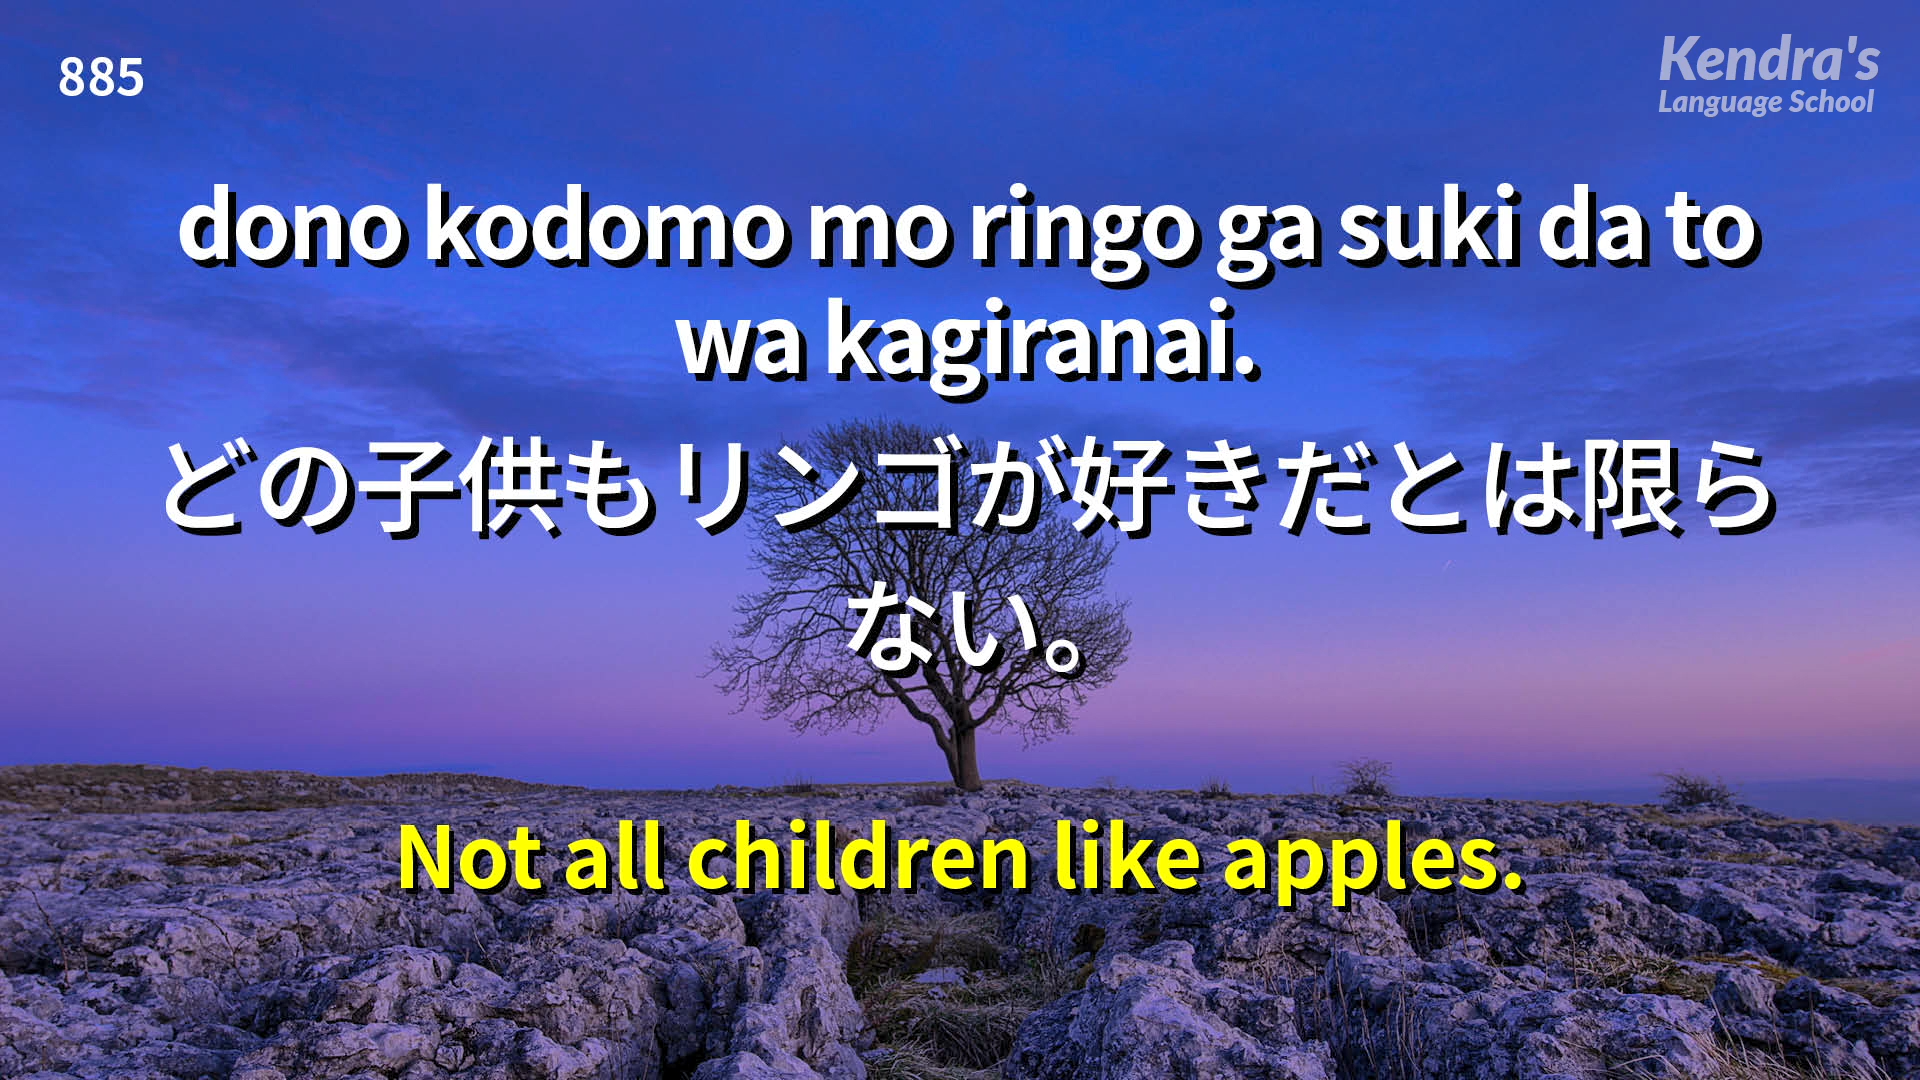 885
Kendra's
Language School
dono kodomo mo ringo ga suki da to
wa kagiranai.
どの子供もリンゴが好きだとは限ら
ない。
Not all children like apples.